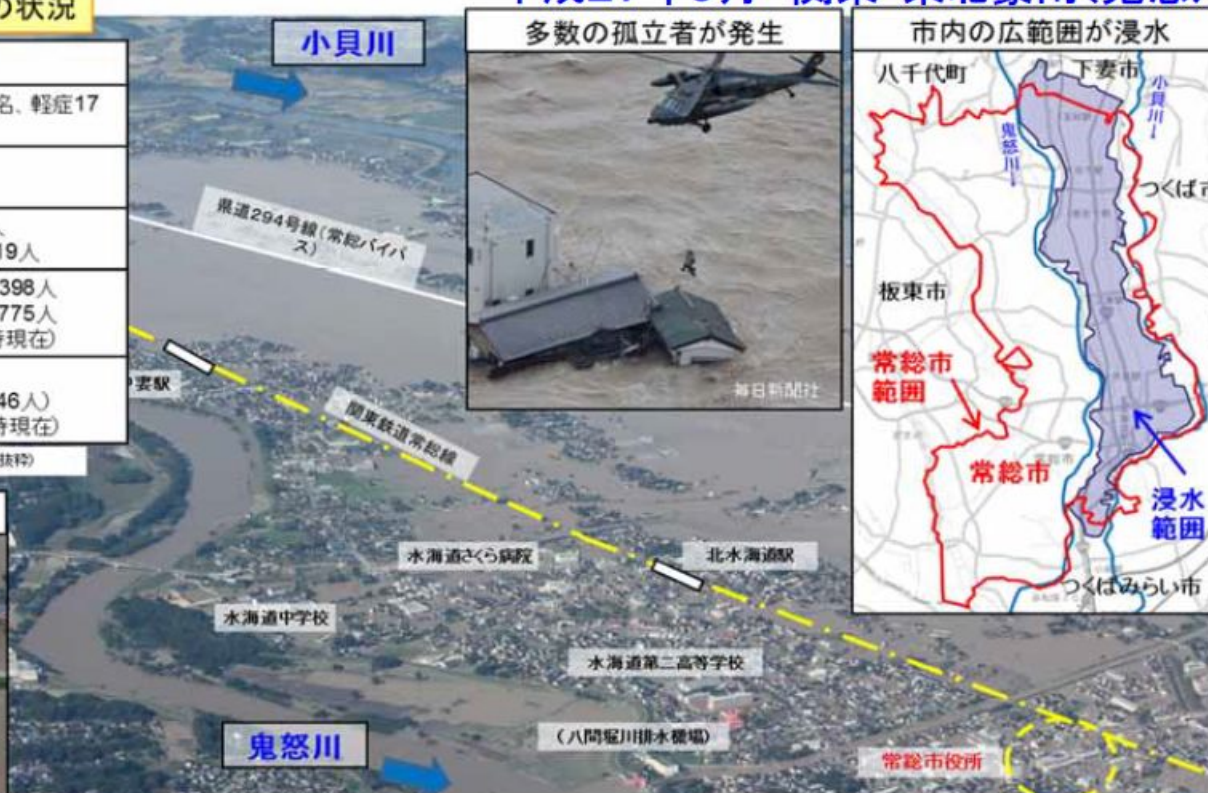 の状況
名、軽症17
19人
398人
775人
時現在)
46人)
時現在)
抜粋)
小貝川
県道294号線(常総バイパ
ス)
妻駅
関東鉄道常総線
水海道さくら病院
北水海道駅
水海道中学校
水海道第二高等学校
(八間堀川排水機場)
鬼怒川
常総市役所
多数の孤立者が発生
毎日新聞社
市内の広範囲が浸水
八千代町
下妻市
小貝川↓
鬼怒川↓
つくば市
板東市
常総市
範囲
常総市
常総市
浸水
範囲
つくばみらい市